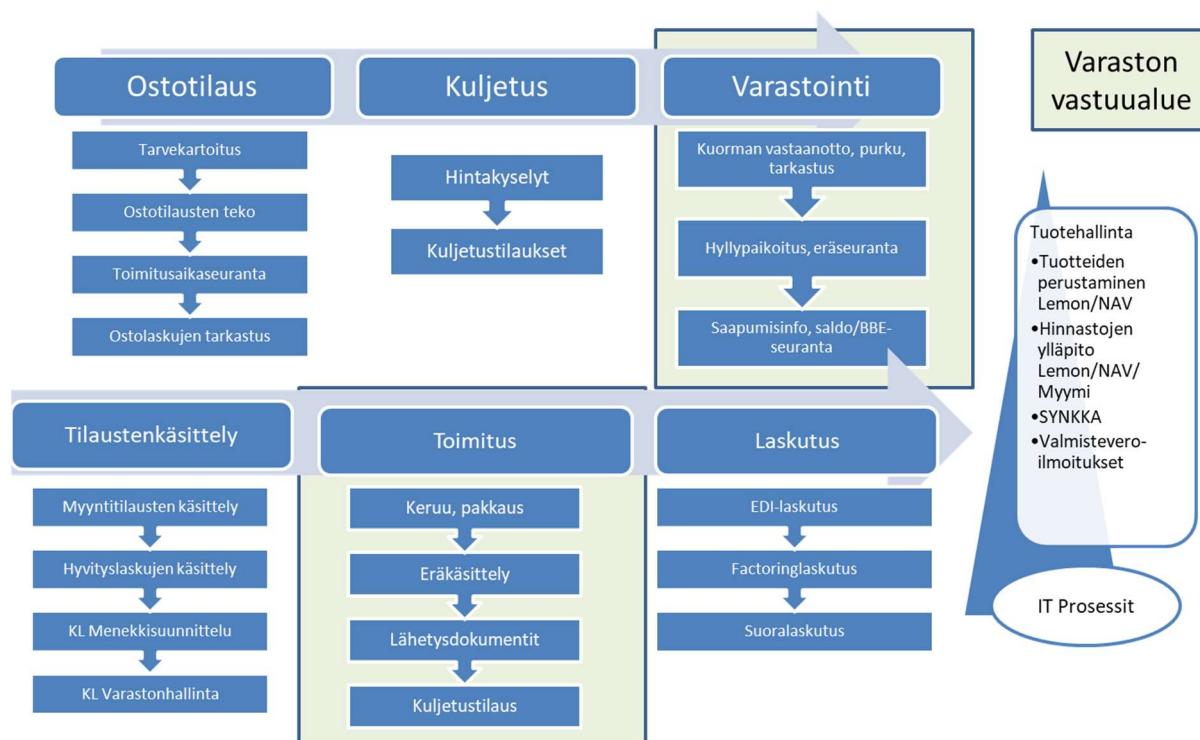 Ostotilaus
Tarvekartoitus
Ostotilausten teko
Toimitusaikaseuranta
Ostolaskujen tarkastus
Kuljetus
Hintakyselyt
Kuljetustilaukset
Varastointi
Kuorman vastaanotto, purku,
tarkastus
Hyllypaikoitus, eräseuranta
Saapumisinfo, saldo/BBE-
seuranta
Varaston
vastuualue
Tilaustenkäsittely
Myyntitilausten käsittely
Hyvityslaskujen käsittely
KL Menekkisuunnittelu
KL Varastonhallinta
Toimitus
Keruu, pakkaus
Eräkäsittely
Lähetysdokumentit
Kuljetustilaus
Laskutus
EDI-laskutus
Factoringlaskutus
Suoralaskutus
Tuotehallinta
•Tuotteiden
perustaminen
Lemon/NAV
•Hinnastojen
ylläpito
Lemon/NAV/
Myymi
•SYNKKA
•Valmistevero-
ilmoitukset
IT Prosessit